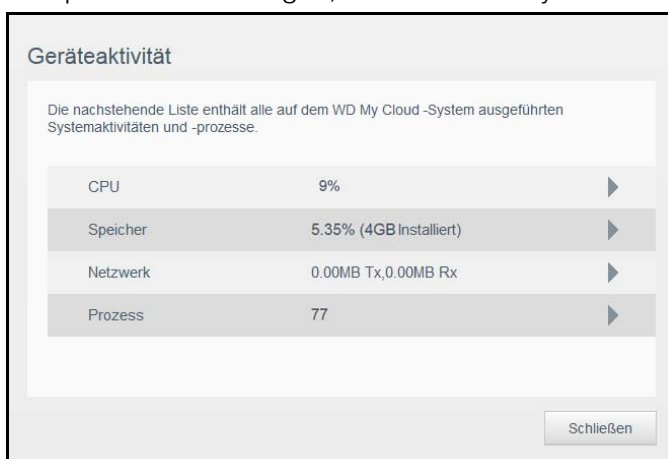 Geräteaktivität
Die nachstehende Liste enthält alle auf dem WD My Cloud -System ausgeführten
Systemaktivitäten und -prozesse.
CPU 9%
Speicher 5.35% (4GB Installiert)
Netzwerk 0.00MB Tx,0.00MB Rx
Prozess 77
Schließen